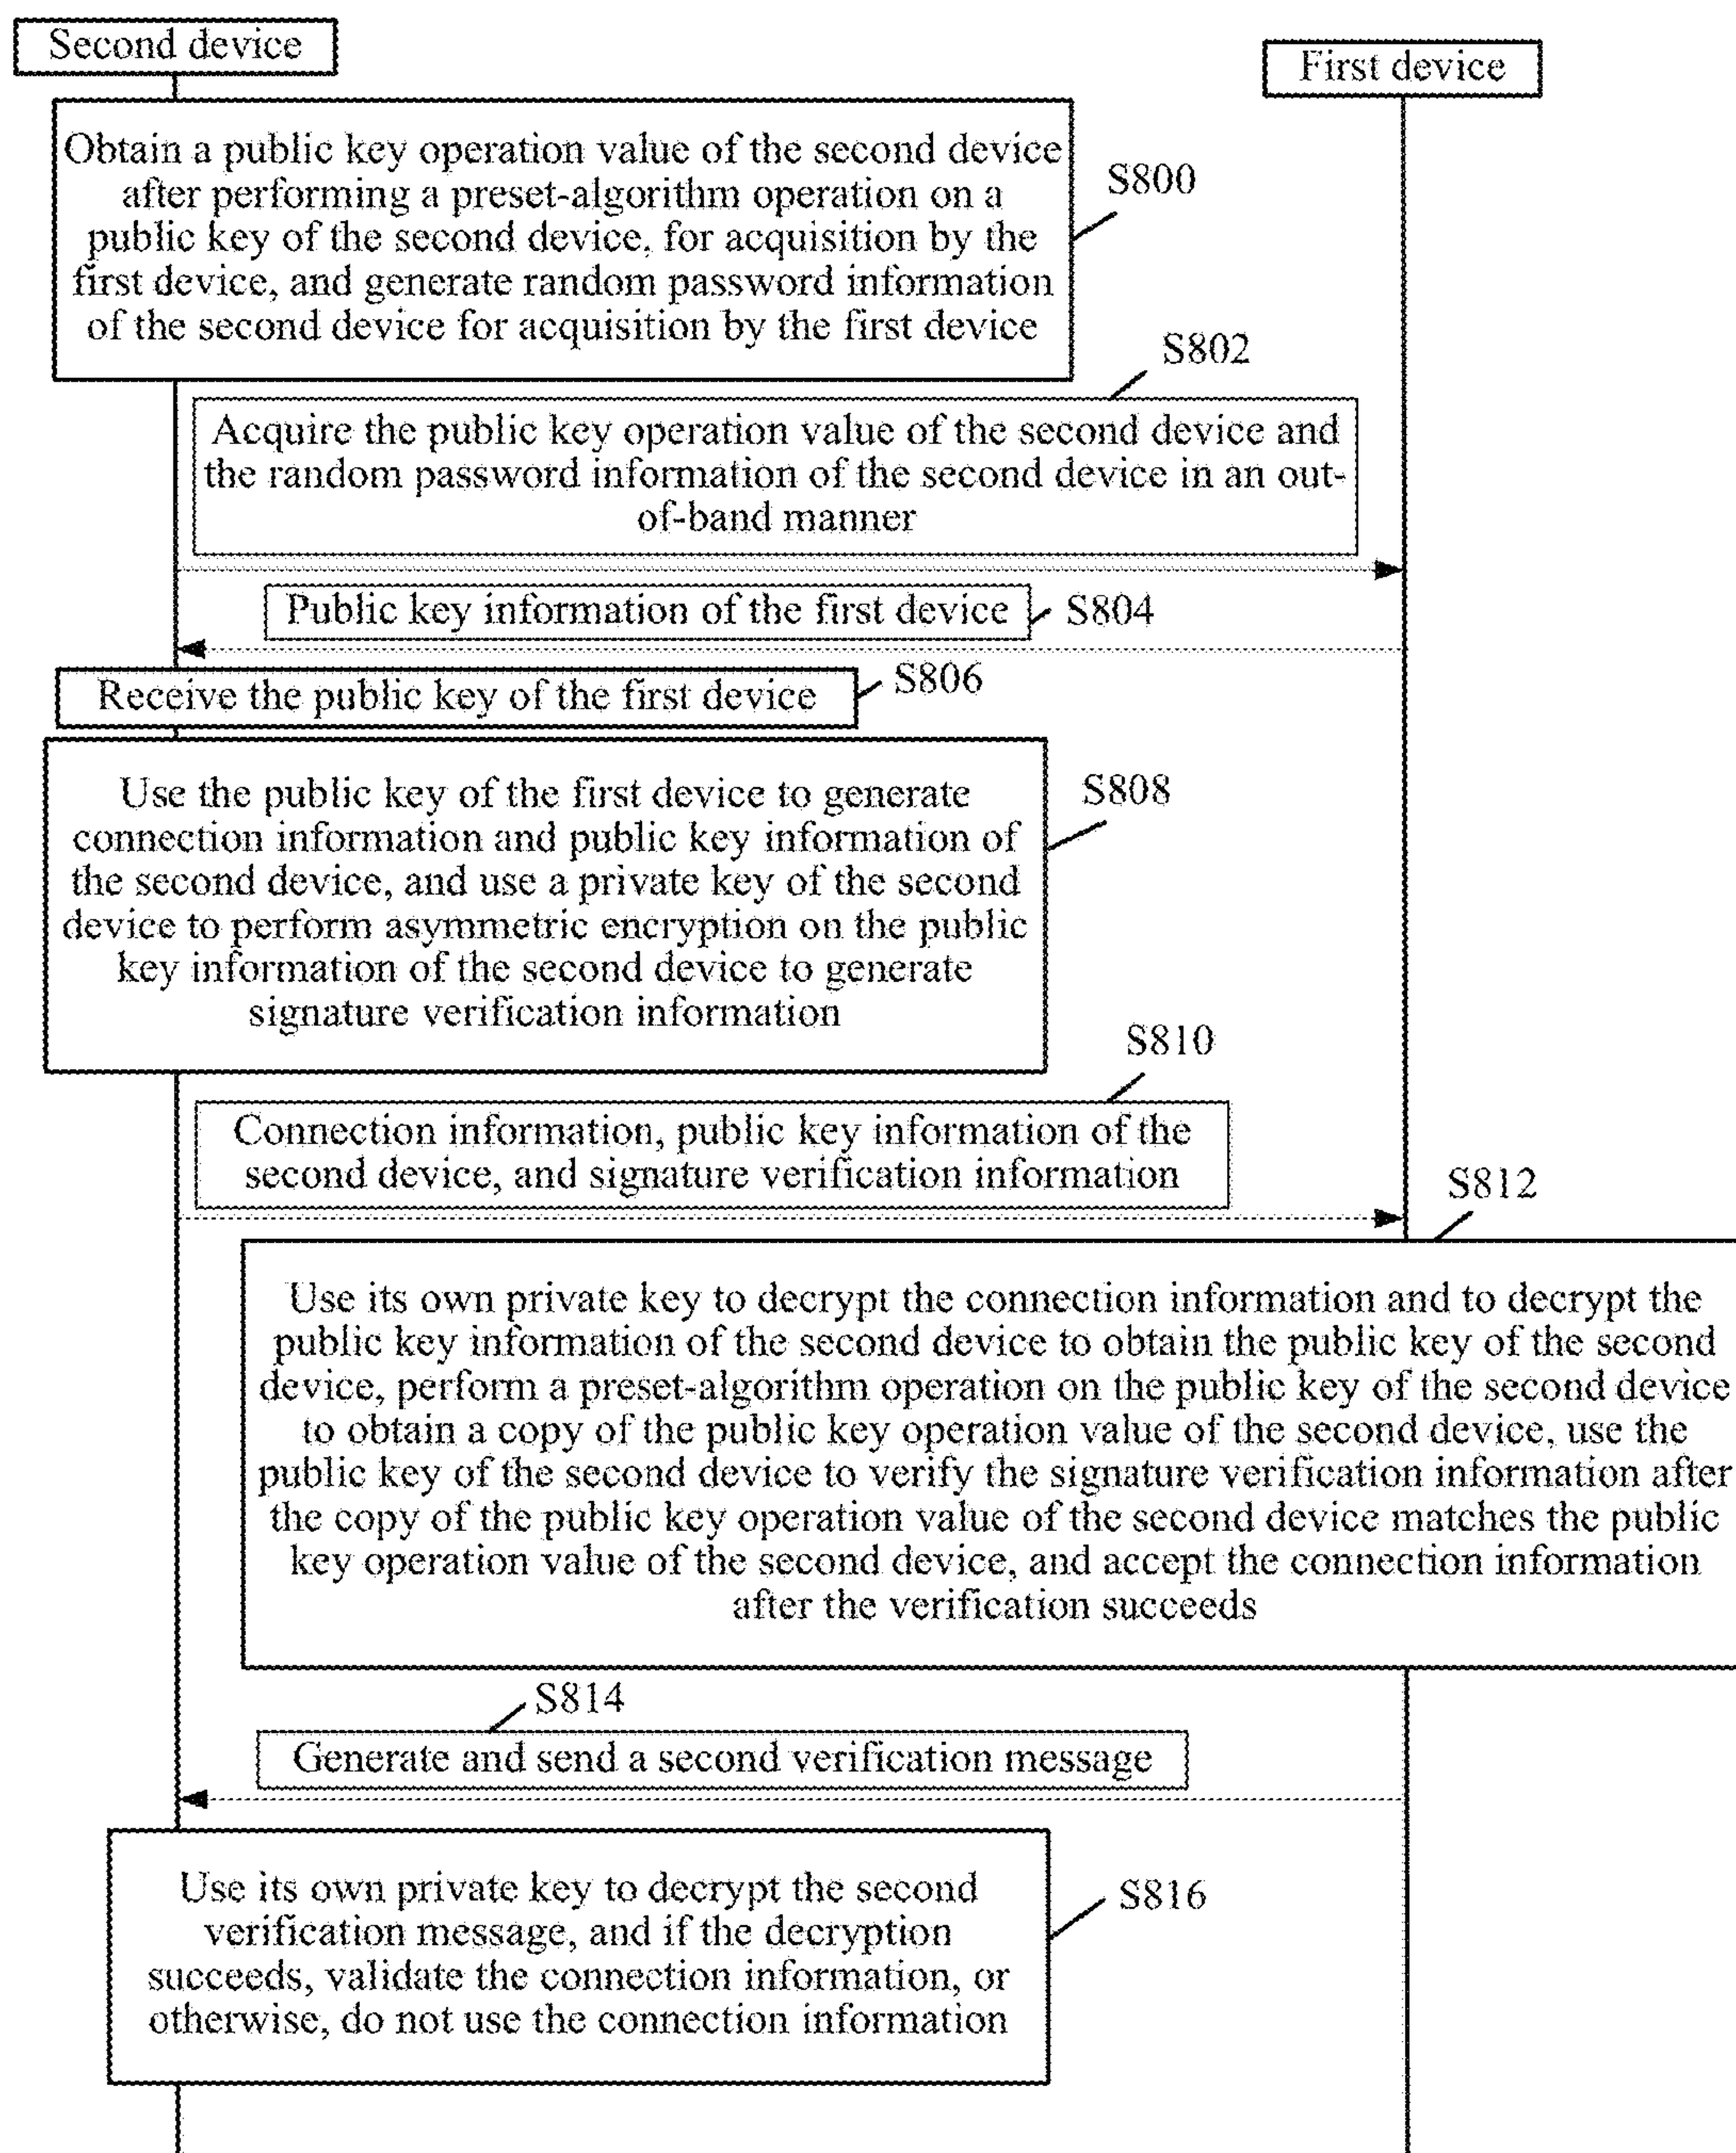 Second device
First device
Obtain a public key operation value of the second device
after performing a preset-algorithm operation on a
public key of the second device, for acquisition by the
first device, and generate random password information
of the second device for acquisition by the first device
S800
S802
Acquire the public key operation value of the second device and
the random password information of the second device in an out-
of-band manner
Public key information of the first device
S804
Receive the public key of the first device
S806
Use the public key of the first device to generate
connection information and public key information of
the second device, and use a private key of the second
device to perform asymmetric encryption on the public
key information of the second device to generate
signature verification information
S808
S810
Connection information, public key information of the
second device, and signature verification information
S812
Use its own private key to decrypt the connection information and to decrypt the
public key information of the second device to obtain the public key of the second
device, perform a preset-algorithm operation on the public key of the second device
to obtain a copy of the public key operation value of the second device, use the
public key of the second device to verify the signature verification information after
the copy of the public key operation value of the second device matches the public
key operation value of the second device, and accept the connection information
after the verification succeeds
S814
Generate and send a second verification message
Use its own private key to decrypt the second
verification message, and if the decryption
succeeds, validate the connection information, or
otherwise, do not use the connection information
S816